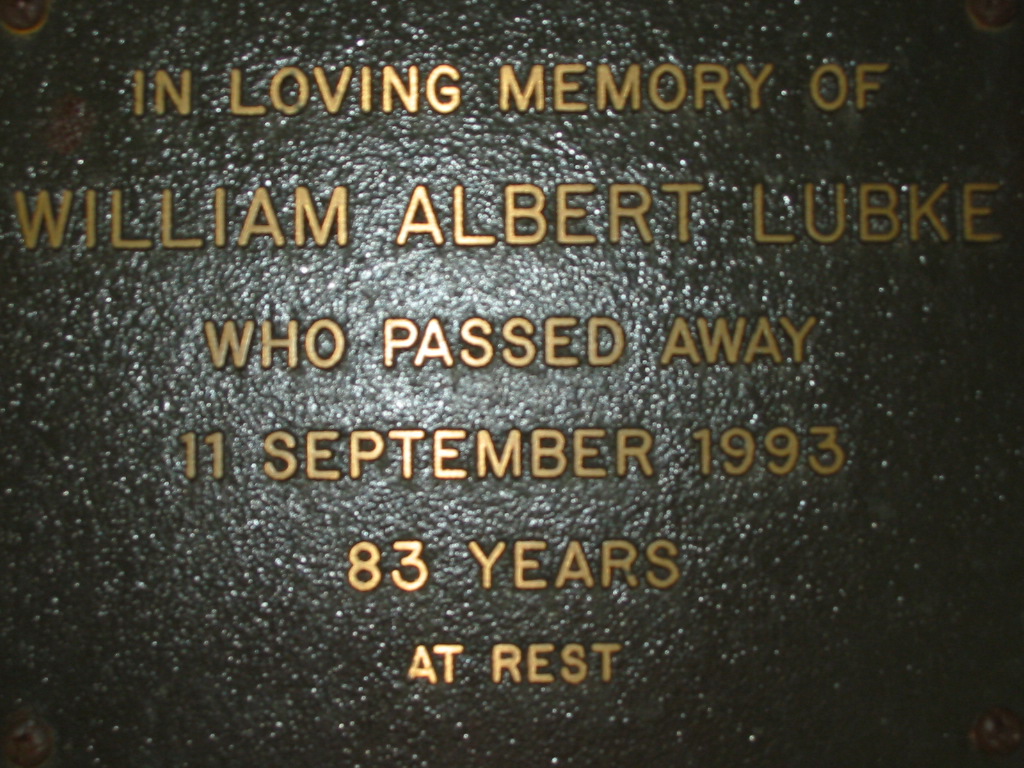 IN LOVING MEMORY OF
WILLIAM ALBERT LUBKE
WHO PASSED AWAY
11 SEPTEMBER 1993
83 YEARS
AT REST